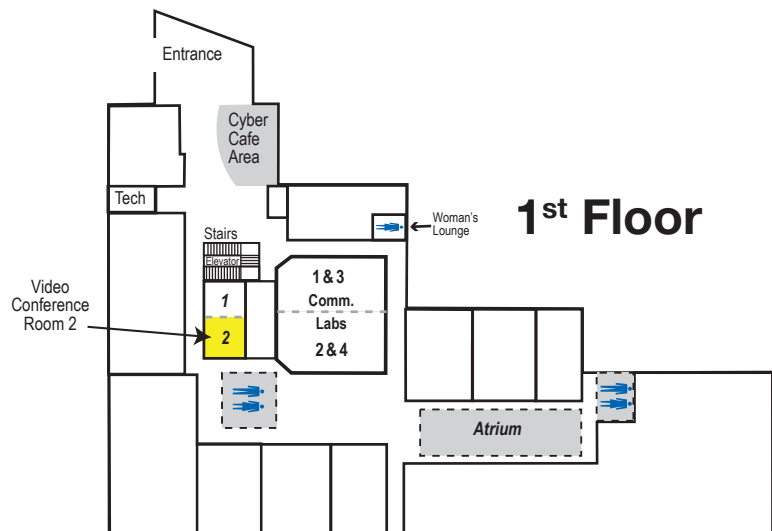 Entrance
Cyber
Cafe
Area
Tech
Woman's
Lounge
1st Floor
Stairs
Elevator
Video
Conference
Room 2
1
2
1 & 3
Comm.
Labs
2 & 4
Atrium